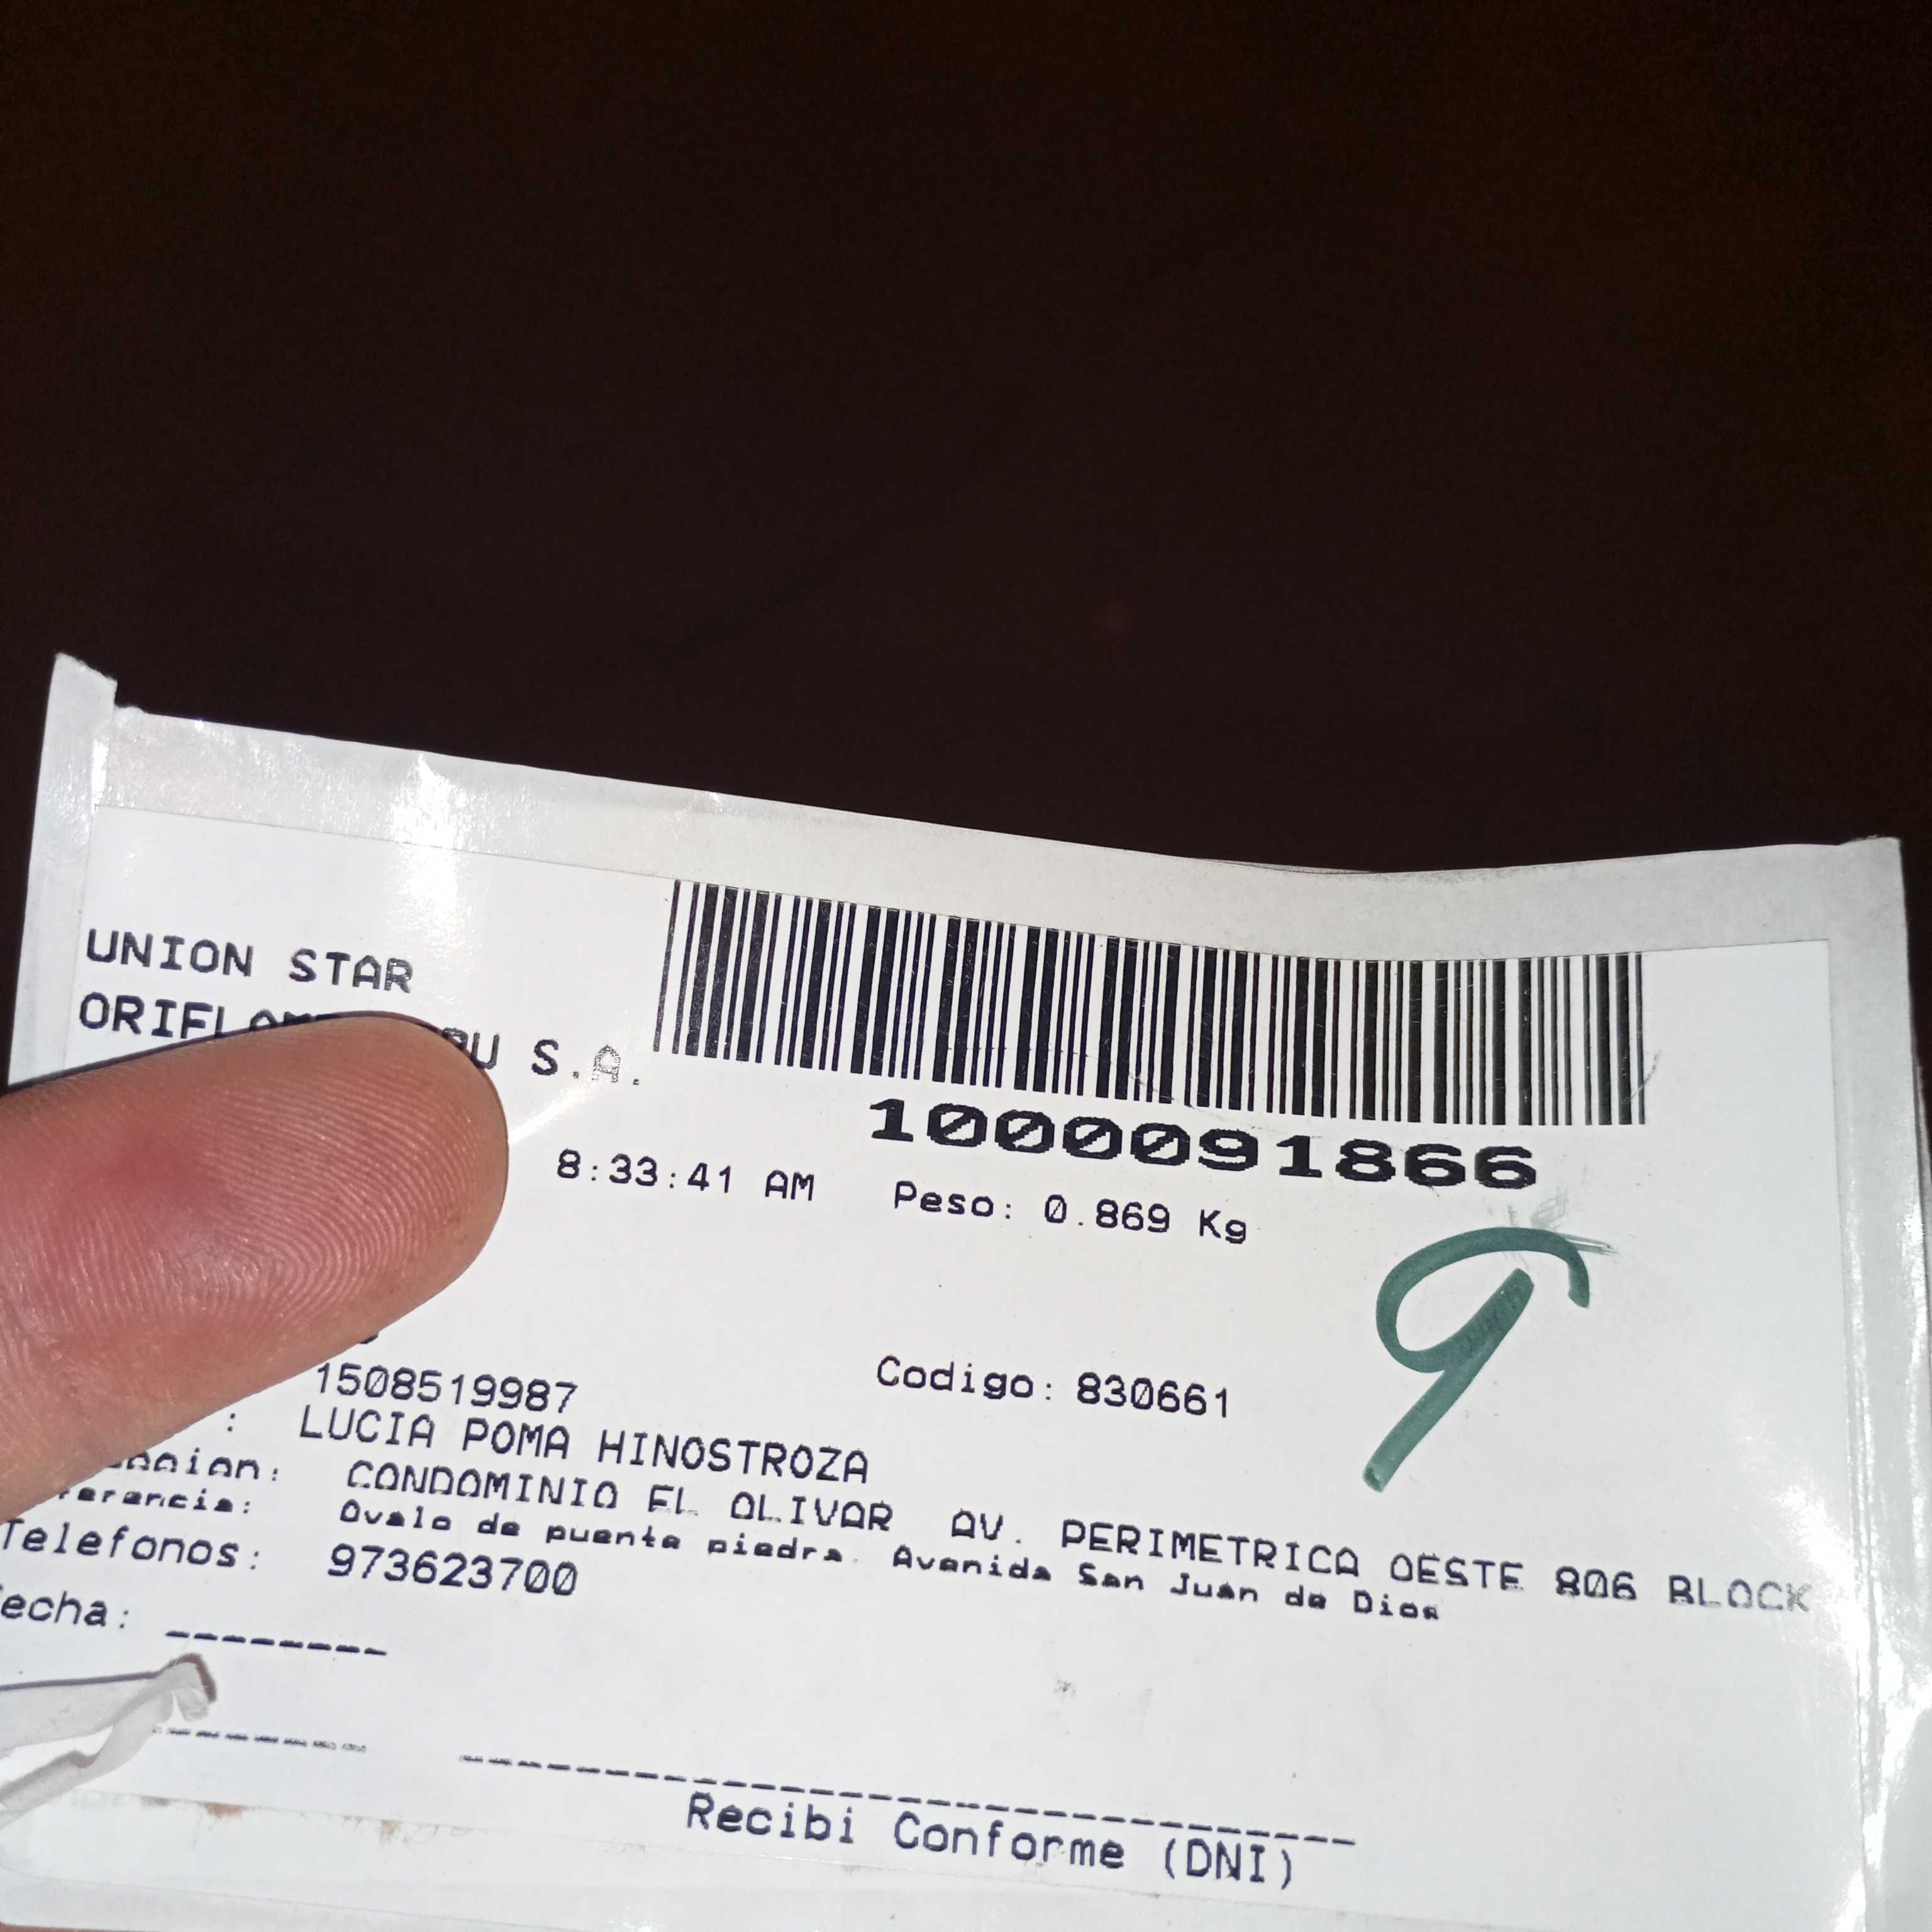 UNION STAR
S.A.
1000091866
8:33:41 AM Peso: 0.869 Kg
9
1508519987 Codigo: 830661
: LUCIA POMA HINOSTROZA
CONDOMINIO EL OLIVAR AV. PERIMETRICA OESTE 806 BLOCK
Ovalo de puente piedra. Avenida San Juan de Dios
Telefonos: 973623700
echa: --------
Recibi Conforme (DNI)